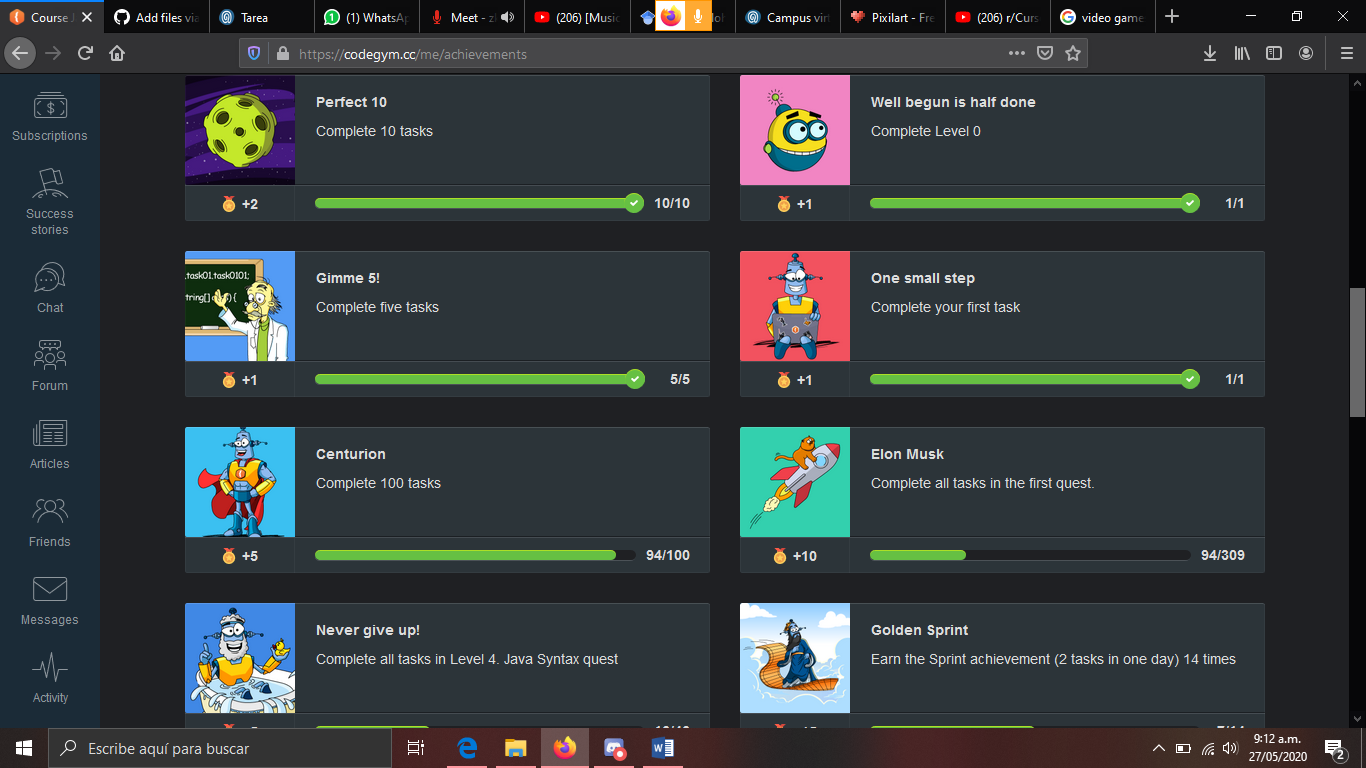 Course J
Add files via
Tarea
(1) WhatsAp
Meet - z
(206) [Music
Campus virt
Pixilart - Fre
(206) r/Curs
video game
https://codegym.cc/me/achievements
Subscriptions
Success
stories
Chat
Forum
Articles
Friends
Messages
Activity
Perfect 10
Complete 10 tasks
+2
10/10
Well begun is half done
Complete Level 0
+1
1/1
.task01.task0101;
tring[] a
){
Gimme 5!
Complete five tasks
+1
5/5
One small step
Complete your first task
+1
1/1
Centurion
Complete 100 tasks
+5
94/100
Elon Musk
Complete all tasks in the first quest.
+10
94/309
Never give up!
Complete all tasks in Level 4. Java Syntax quest
Golden Sprint
Earn the Sprint achievement (2 tasks in one day) 14 times
Escribe aquí para buscar
9:12 a.m.
27/05/2020
2